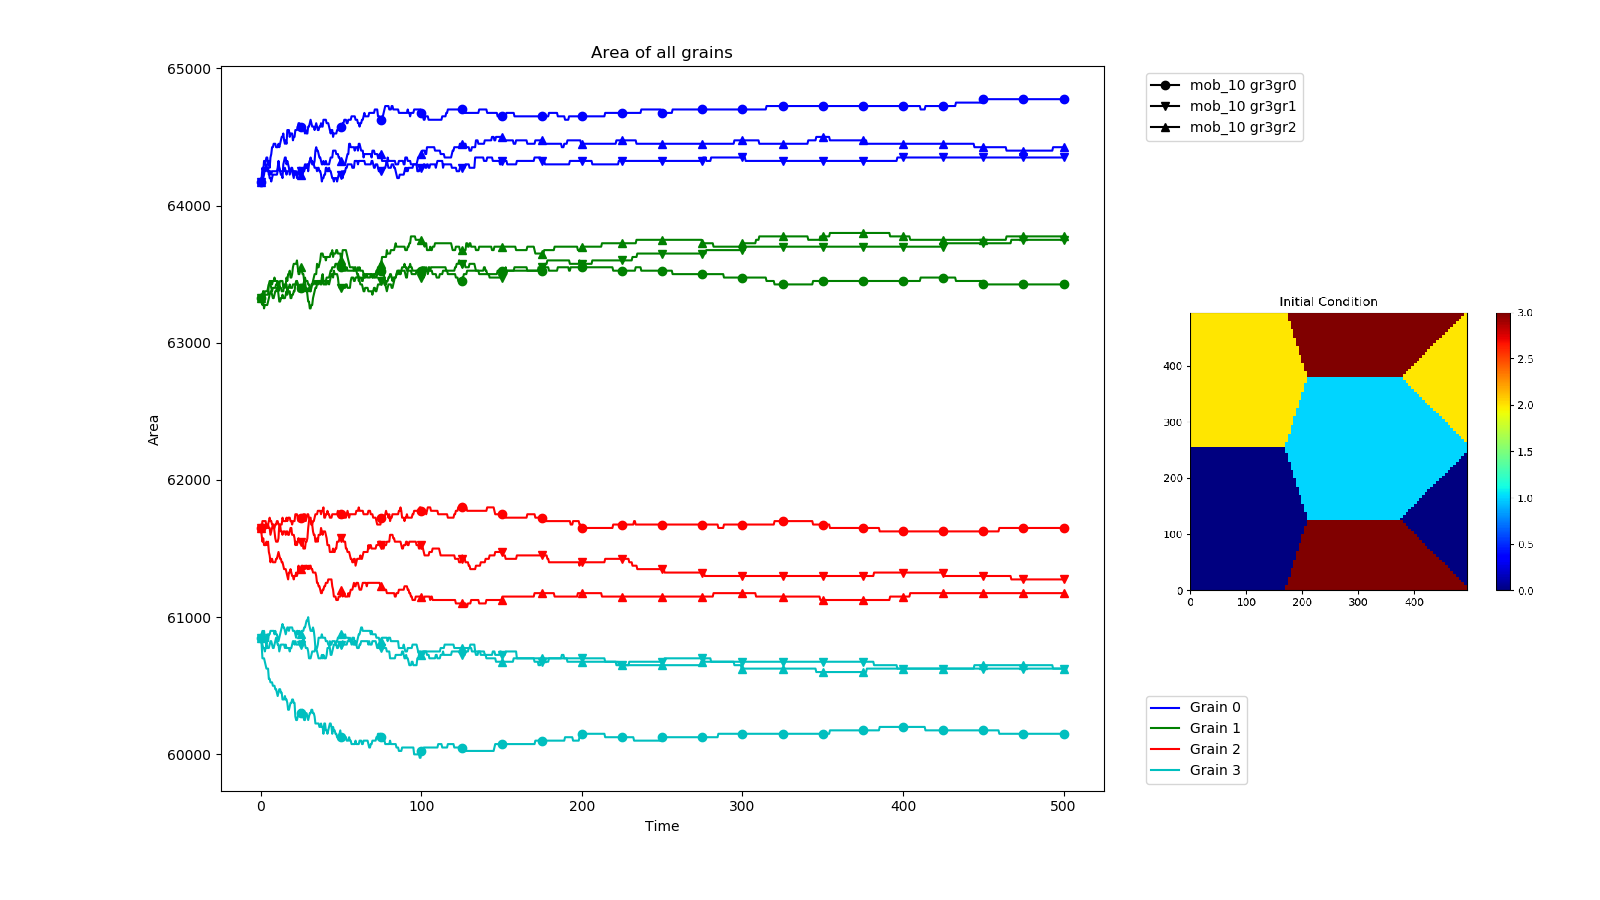 Area of all grains
65000
64000
63000
62000
61000
60000
Area
0 100 200 300 400 500
Time
mob_10 gr3gr0
mob_10 gr3gr1
mob_10 gr3gr2
Initial Condition
400
300
200
100
0
0 100 200 300 400
3.0
2.5
2.0
1.5
1.0
0.5
0.0
Grain 0
Grain 1
Grain 2
Grain 3